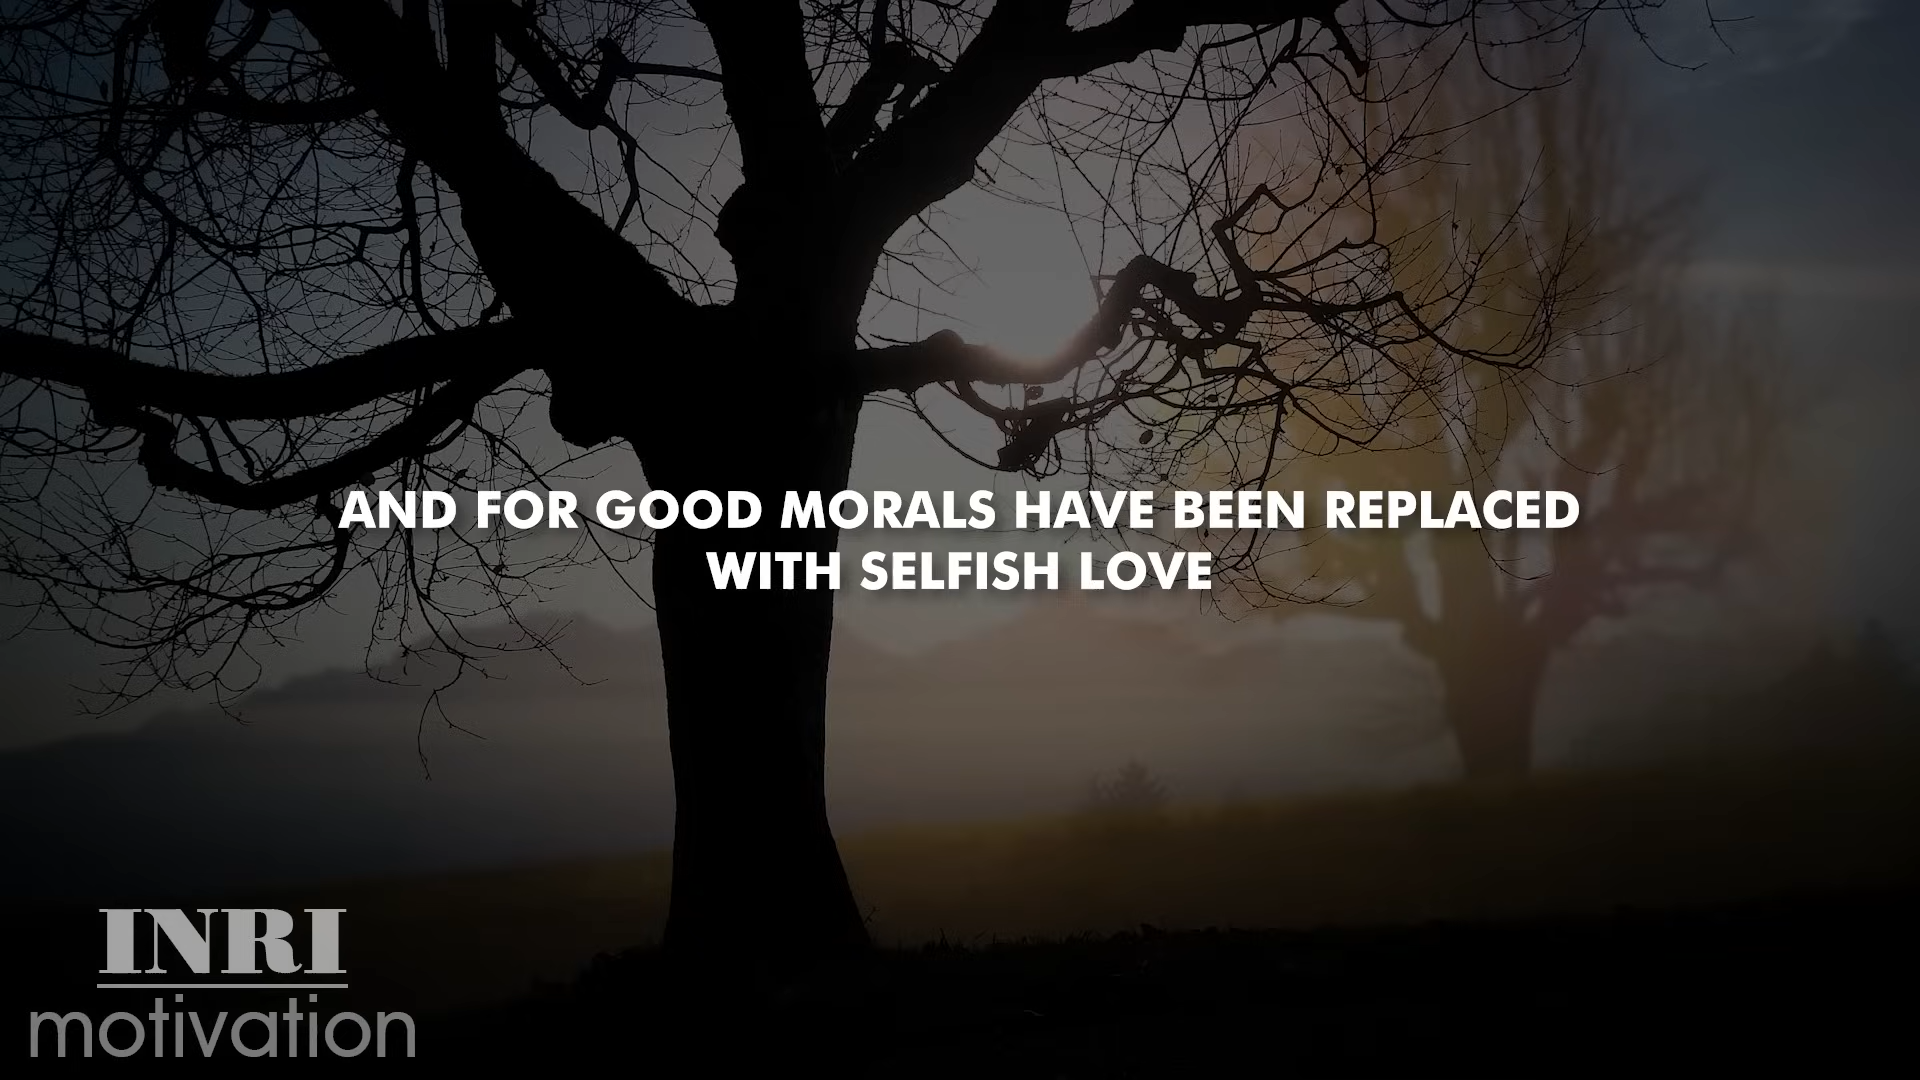 AND FOR GOOD MORALS HAVE BEEN REPLACED
WITH SELFISH LOVE
INRI
motivation